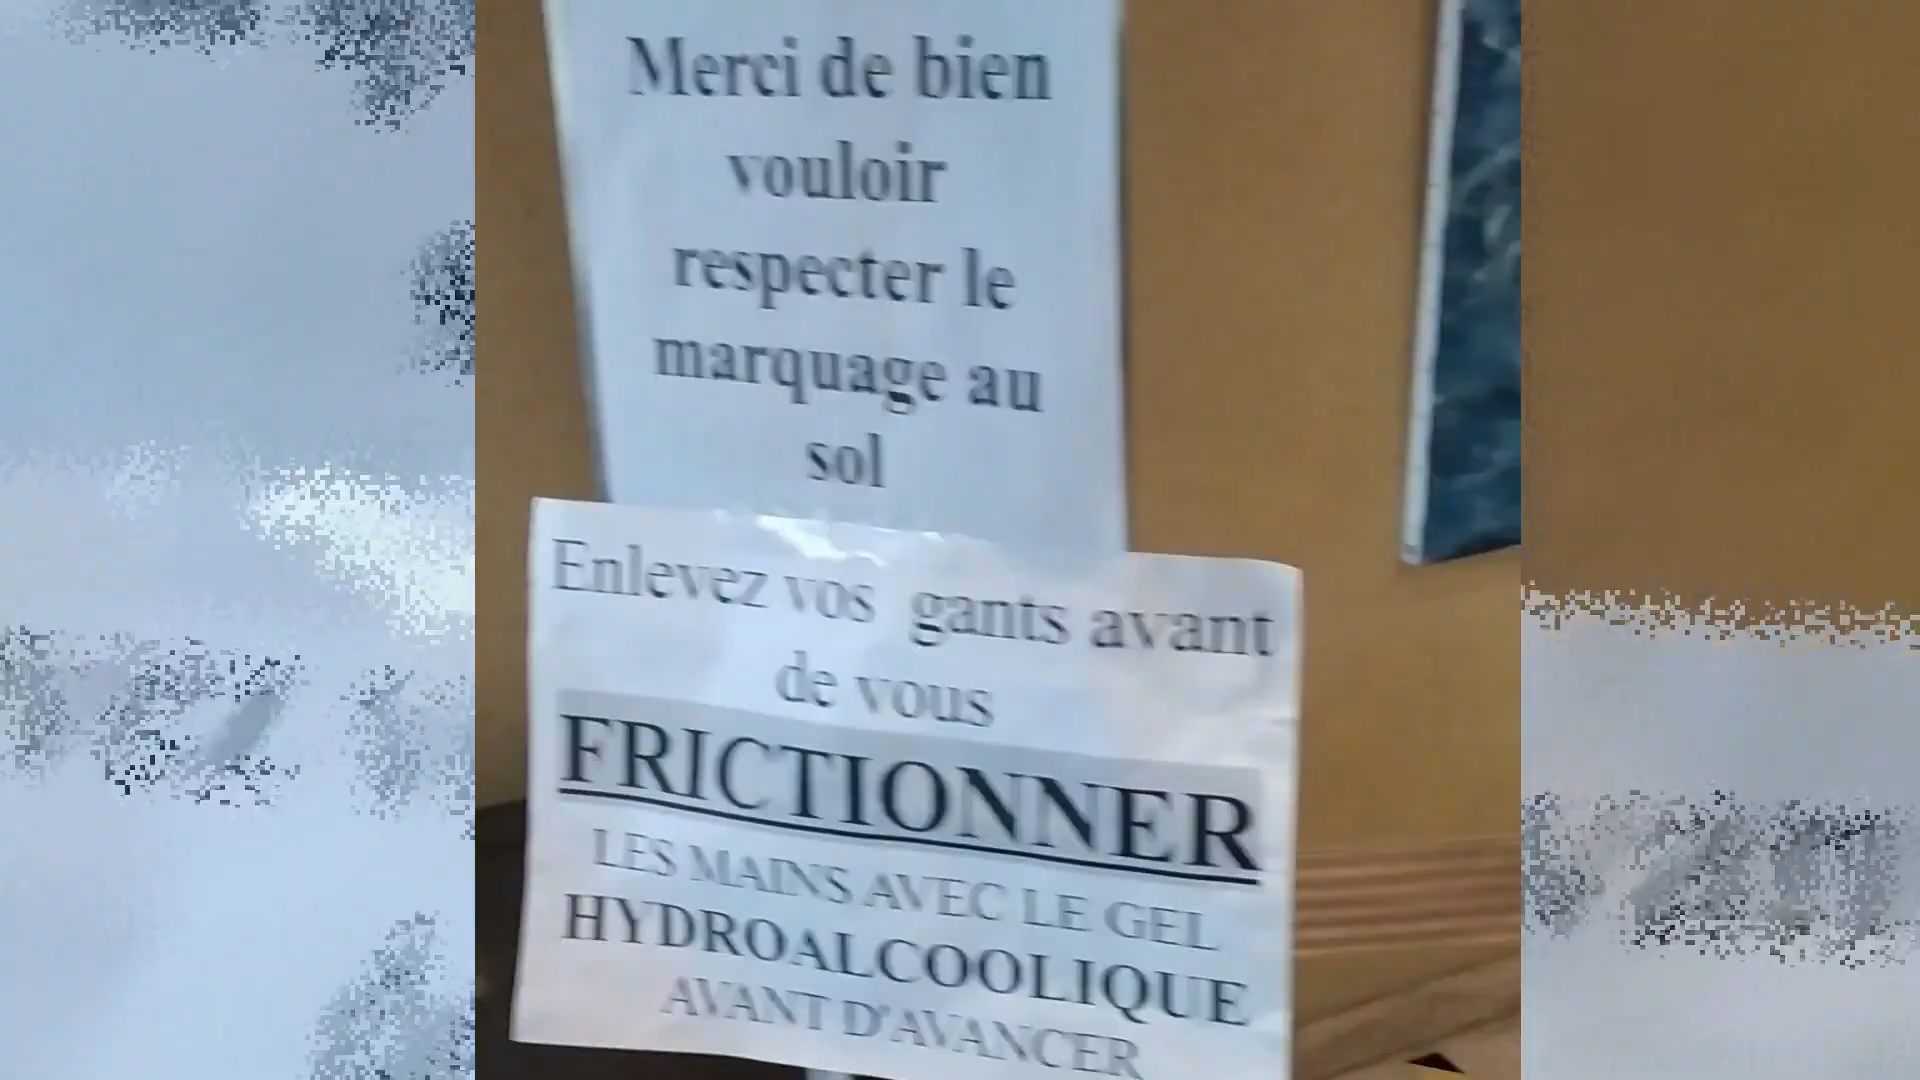 Merci de bien
vouloir
respecter le
marquage au
sol
Enlevez vos gants avant
de vous
FRICTIONNER
LES MAINS AVEC LE GEL
HYDROALCOOLIQUE
AVANT D'AVANCER